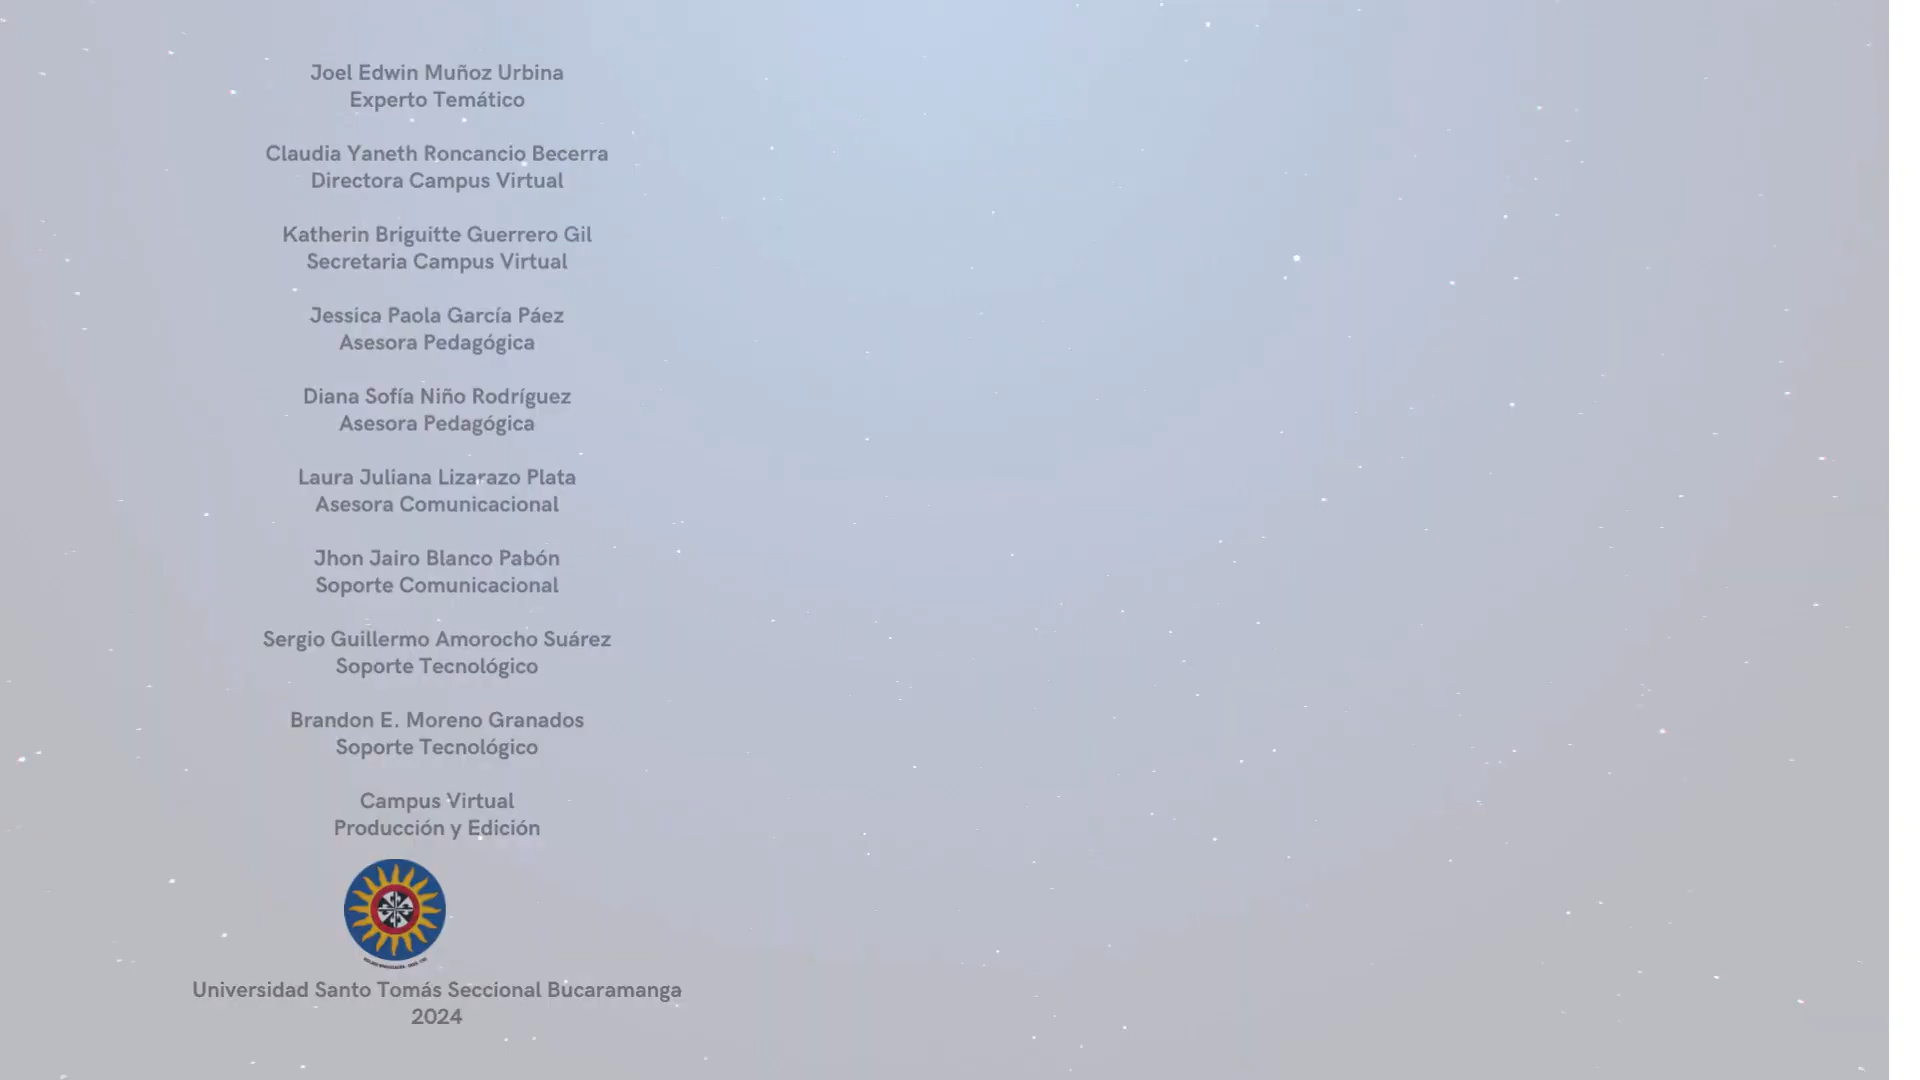 Joel Edwin Muñoz Urbina
Experto Temático
Claudia Yaneth Roncancio Becerra
Directora Campus Virtual
Katherin Briguitte Guerrero Gil
Secretaria Campus Virtual
Jessica Paola García Páez
Asesora Pedagógica
Diana Sofía Niño Rodríguez
Asesora Pedagógica
Laura Juliana Lizarazo Plata
Asesora Comunicacional
Jhon Jairo Blanco Pabón
Soporte Comunicacional
Sergio Guillermo Amorocho Suárez
Soporte Tecnológico
Brandon E. Moreno Granados
Soporte Tecnológico
Campus Virtual
Producción y Edición
Universidad Santo Tomás Seccional Bucaramanga
2024